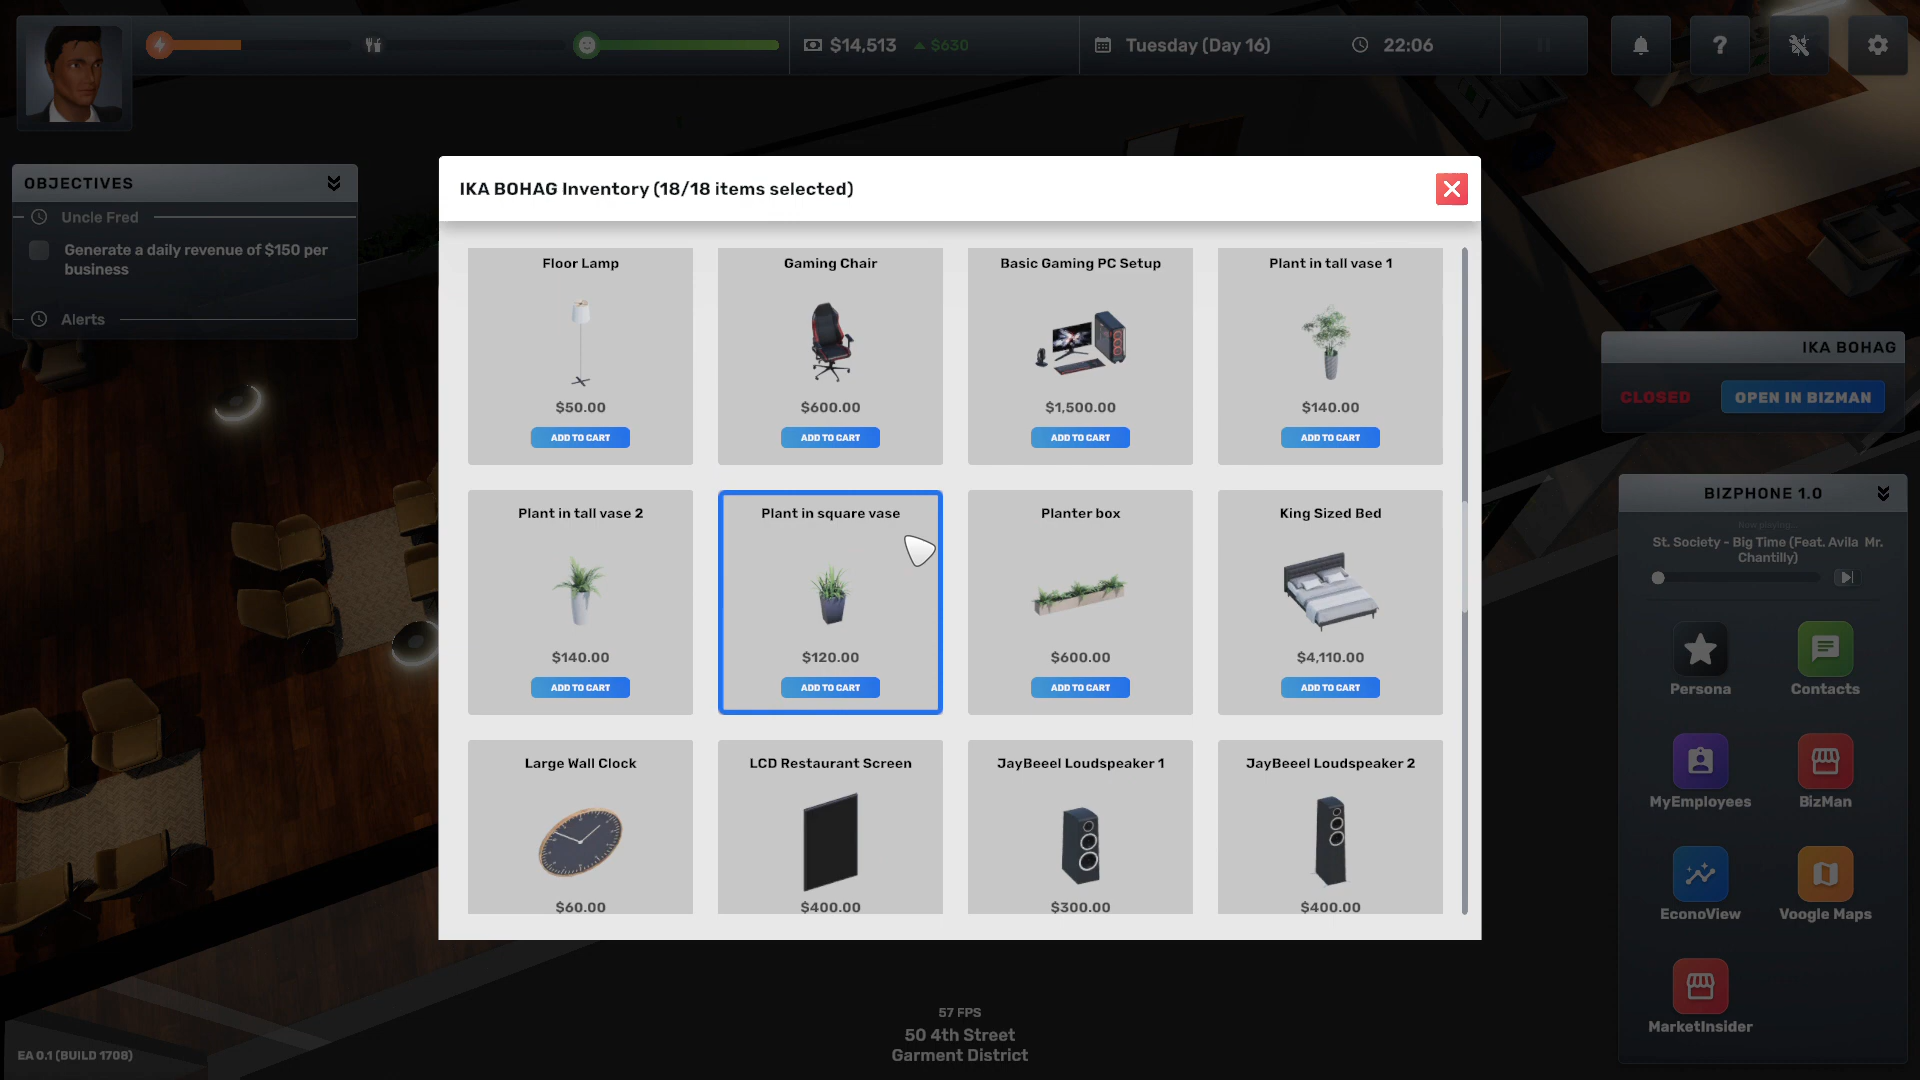 $14,513
$630
Tuesday (Day 16)
22:06
?
OBJECTIVES
Uncle Fred
Generate a daily revenue of $150 per
business
Alerts
IKA BOHAG Inventory (18/18 items selected)
Floor Lamp
$50.00
ADD TO CART
Gaming Chair
$600.00
ADD TO CART
Basic Gaming PC Setup
$1,500.00
ADD TO CART
Plant in tall vase 1
$140.00
ADD TO CART
Plant in tall vase 2
$140.00
ADD TO CART
Plant in square vase
$120.00
ADD TO CART
Planter box
$600.00
ADD TO CART
King Sized Bed
$4,110.00
ADD TO CART
Large Wall Clock
$60.00
LCD Restaurant Screen
$400.00
JayBeeel Loudspeaker 1
$300.00
JayBeeel Loudspeaker 2
$400.00
IKA BOHAG
CLOSED
OPEN IN BIZMAN
BIZPHONE 1.0
Now playing...
St. Society - Big Time (Feat. Avila Mr.
Chantilly)
Persona
Contacts
MyEmployees
BizMan
EconoView
Voogle Maps
MarketInsider
57 FPS
50 4th Street
Garment District
EA 0.1 (BUILD 1708)